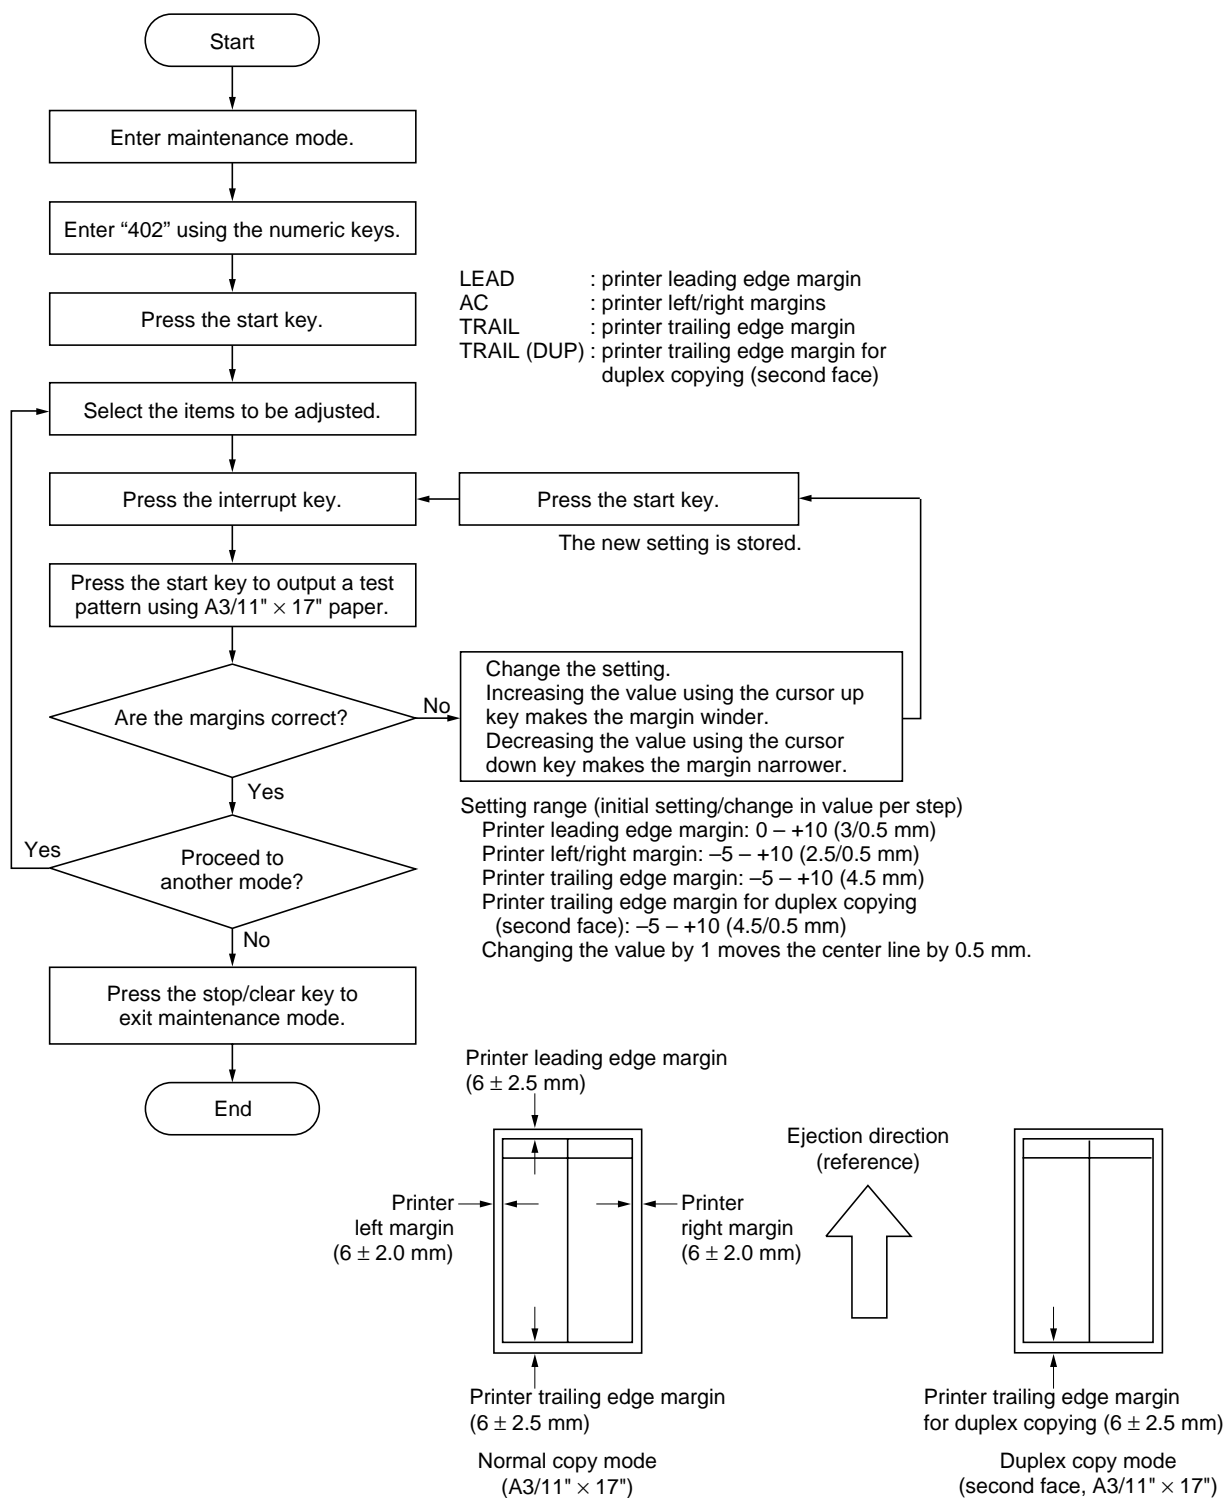 Start
Enter maintenance mode.
Enter “402” using the numeric keys.
Press the start key.
LEAD : printer leading edge margin
AC : printer left/right margins
TRAIL : printer trailing edge margin
TRAIL (DUP) : printer trailing edge margin for
duplex copying (second face)
Select the items to be adjusted.
Press the interrupt key.
Press the start key.
The new setting is stored.
Press the start key to output a test
pattern using A3/11" × 17" paper.
Are the margins correct?
No
Change the setting.
Increasing the value using the cursor up
key makes the margin winder.
Decreasing the value using the cursor
down key makes the margin narrower.
Yes
Setting range (initial setting/change in value per step)
Printer leading edge margin: 0 – +10 (3/0.5 mm)
Printer left/right margin: –5 – +10 (2.5/0.5 mm)
Printer trailing edge margin: –5 – +10 (4.5 mm)
Printer trailing edge margin for duplex copying
(second face): –5 – +10 (4.5/0.5 mm)
Changing the value by 1 moves the center line by 0.5 mm.
Yes
Proceed to
another mode?
No
Press the stop/clear key to
exit maintenance mode.
End
Printer leading edge margin
(6 ± 2.5 mm)
Printer
left margin
(6 ± 2.0 mm)
Printer
right margin
(6 ± 2.0 mm)
Ejection direction
(reference)
Printer trailing edge margin
(6 ± 2.5 mm)
Normal copy mode
(A3/11" × 17")
Printer trailing edge margin
for duplex copying (6 ± 2.5 mm)
Duplex copy mode
(second face, A3/11" × 17")